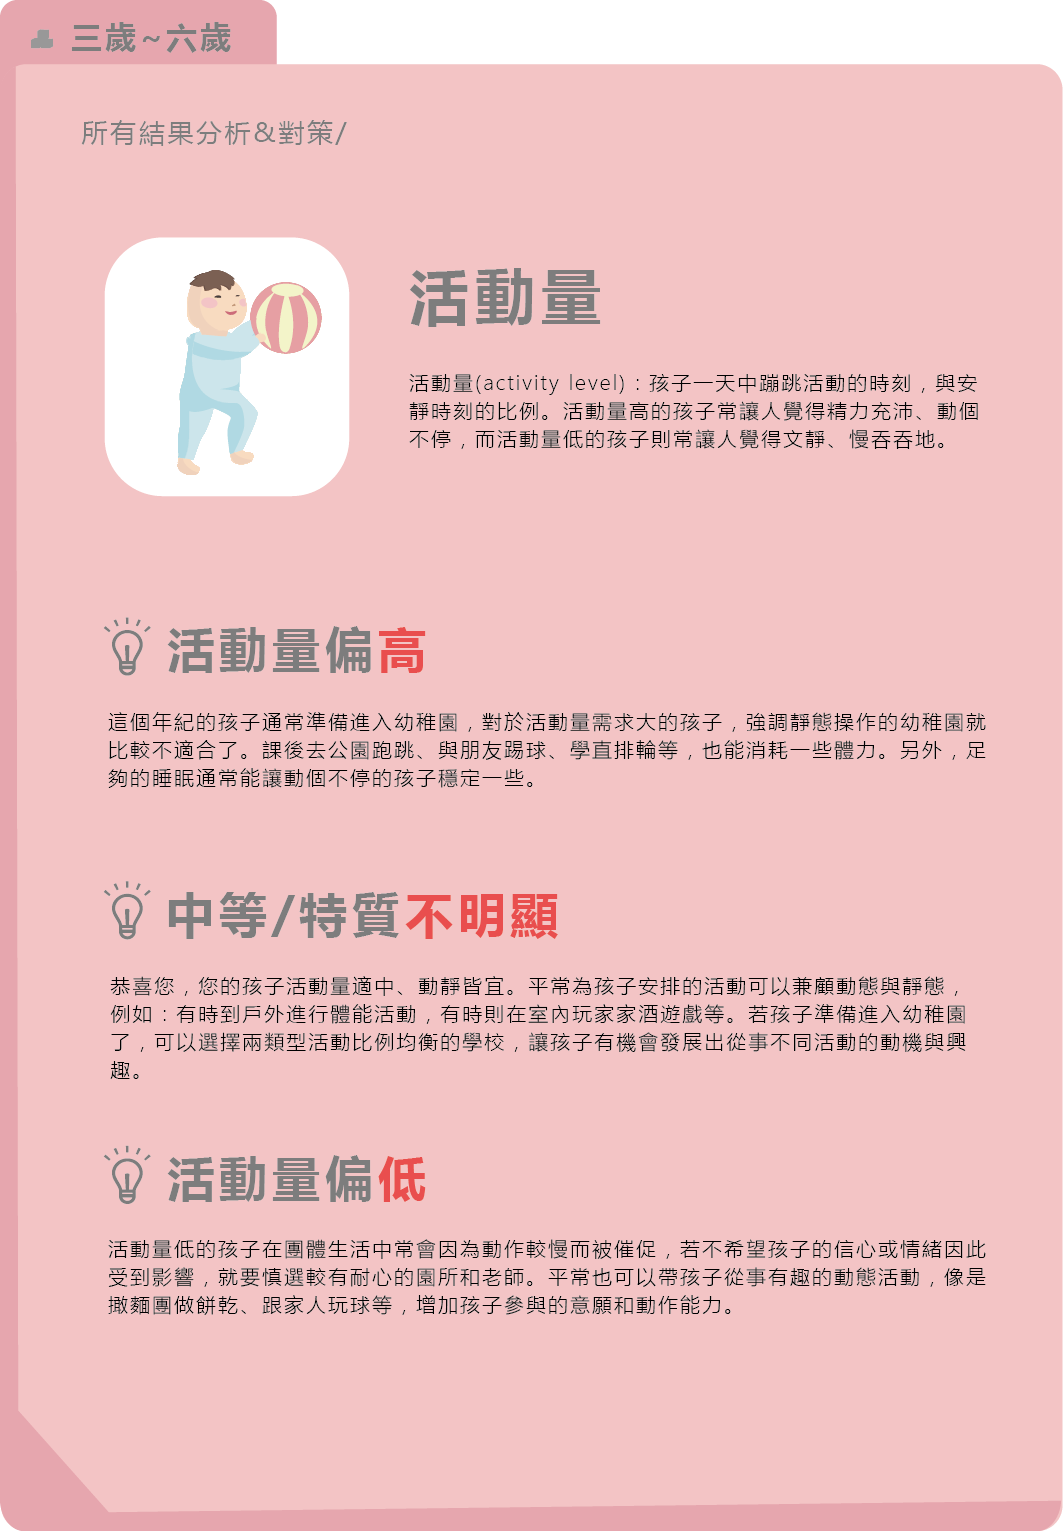 三歲~六歲
所有結果分析&對策/
活動量
活動量(activity level)：孩子一天中蹦跳活動的時刻，與安
靜時刻的比例。活動量高的孩子常讓人覺得精力充沛、動個
不停，而活動量低的孩子則常讓人覺得文靜、慢吞吞地。
活動量偏高
這個年紀的孩子通常準備進入幼稚園，對於活動量需求大的孩子，強調靜態操作的幼稚園就
比較不適合了。課後去公園跑跳、與朋友踢球、學直排輪等，也能消耗一些體力。另外，足
夠的睡眠通常能讓動個不停的孩子穩定一些。
中等/特質不明顯
恭喜您，您的孩子活動量適中、動靜皆宜。平常為孩子安排的活動可以兼顧動態與靜態，
例如：有時到戶外進行體能活動，有時則在室內玩家家酒遊戲等。若孩子準備進入幼稚園
了，可以選擇兩類型活動比例均衡的學校，讓孩子有機會發展出從事不同活動的動機與興
趣。
活動量偏低
活動量低的孩子在團體生活中常會因為動作較慢而被催促，若不希望孩子的信心或情緒因此
受到影響，就要慎選較有耐心的園所和老師。平常也可以帶孩子從事有趣的動態活動，像是
撖麵團做餅乾、跟家人玩球等，增加孩子參與的意願和動作能力。